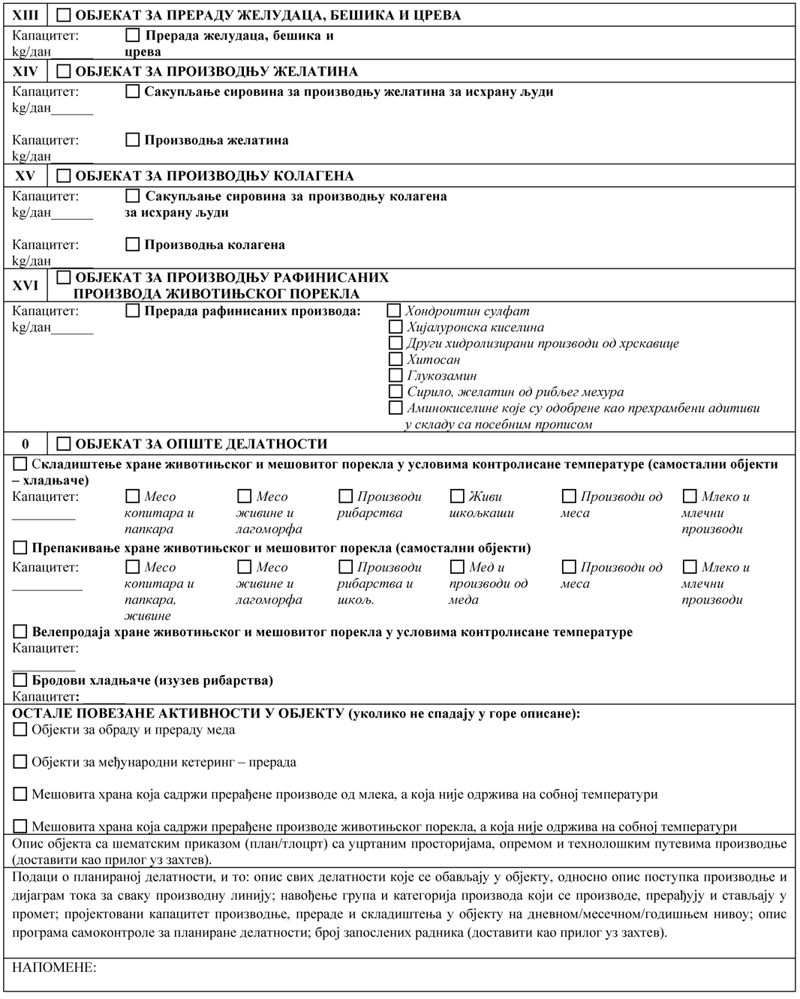 XIII ОБЈЕКАТ ЗА ПРЕРАДУ ЖЕЛУДАЦА, БЕШИКА И ЦРЕВА
Капацитет: Прерада желудаца, бешика и
kg/дан______ црева
XIV ОБЈЕКАТ ЗА ПРОИЗВОДЊУ ЖЕЛАТИНА
Капацитет: Сакупљање сировина за производњу желатина за исхрану људи
kg/дан______
Капацитет: Производња желатина
kg/дан______
XV ОБЈЕКАТ ЗА ПРОИЗВОДЊУ КОЛАГЕНА
Капацитет: Сакупљање сировина за производњу колагена
kg/дан______ за исхрану људи
Капацитет: Производња колагена
kg/дан______
XVI ОБЈЕКАТ ЗА ПРОИЗВОДЊУ РАФИНИСАНИХ
ПРОИЗВОДА ЖИВОТИЊСКОГ ПОРЕКЛА
Капацитет: Прерада рафинисаних производа: Хондроитин сулфат
kg/дан______ Хијалуронска киселина
Други хидролизирани производи од хрскавице
Хитосан
Глукозамин
Сирило, желатин од рибљег мехура
Аминокиселине које су одобрене као прехрамбени адитиви
у складу са посебним прописом
0 ОБЈЕКАТ ЗА ОПШТЕ ДЕЛАТНОСТИ
Складиштење хране животињског и мешовитог порекла у условима контролисане температуре (самостални објекти
– хладњаче)
Капацитет: Месо Месо Производи Живи Производи од Млеко и
_________ копитара и живине и рибарства шкољкаши меса млечни
папкара лагоморфа производи
Препакивање хране животињског и мешовитог порекла (самостални објекти)
Капацитет: Месо Месо Производи Мед и Производи од Млеко и
__________ копитара и живине и рибарства и производи од меса млечни
папкара, лагоморфа шкољ. меда производи
живине
Велепродаја хране животињског и мешовитог порекла у условима контролисане температуре
Капацитет:
_________
Бродови хладњаче (изузев рибарства)
Капацитет: ______
ОСТАЛЕ ПОВЕЗАНЕ АКТИВНОСТИ У ОБЈЕКТУ (уколико не спадају у горе описане):
Објекти за обраду и прераду меда
Објекти за међународни кетеринг – прерада
Мешовита храна која садржи прерађене производе од млека, а која није одржива на собној температури
Мешовита храна која садржи прерађене производе животињског порекла, а која није одржива на собној температури
Опис објекта са шематским приказом (план/тлоцрт) са уцртаним просторијама, опремом и технолошким путевима производње
(доставити као прилог уз захтев).
Подаци о планираној делатности, и то: опис свих делатности које се обављају у објекту, односно опис поступка производње и
дијаграм тока за сваку производну линију; навођење група и категорија производа који се производе, прерађују и стављају у
промет; пројектовани капацитет производње, прераде и складиштења у објекту на дневном/месечном/годишњем нивоу; опис
програма самоконтроле за планиране делатности; број запослених радника (доставити као прилог уз захтев).
НАПОМЕНЕ: